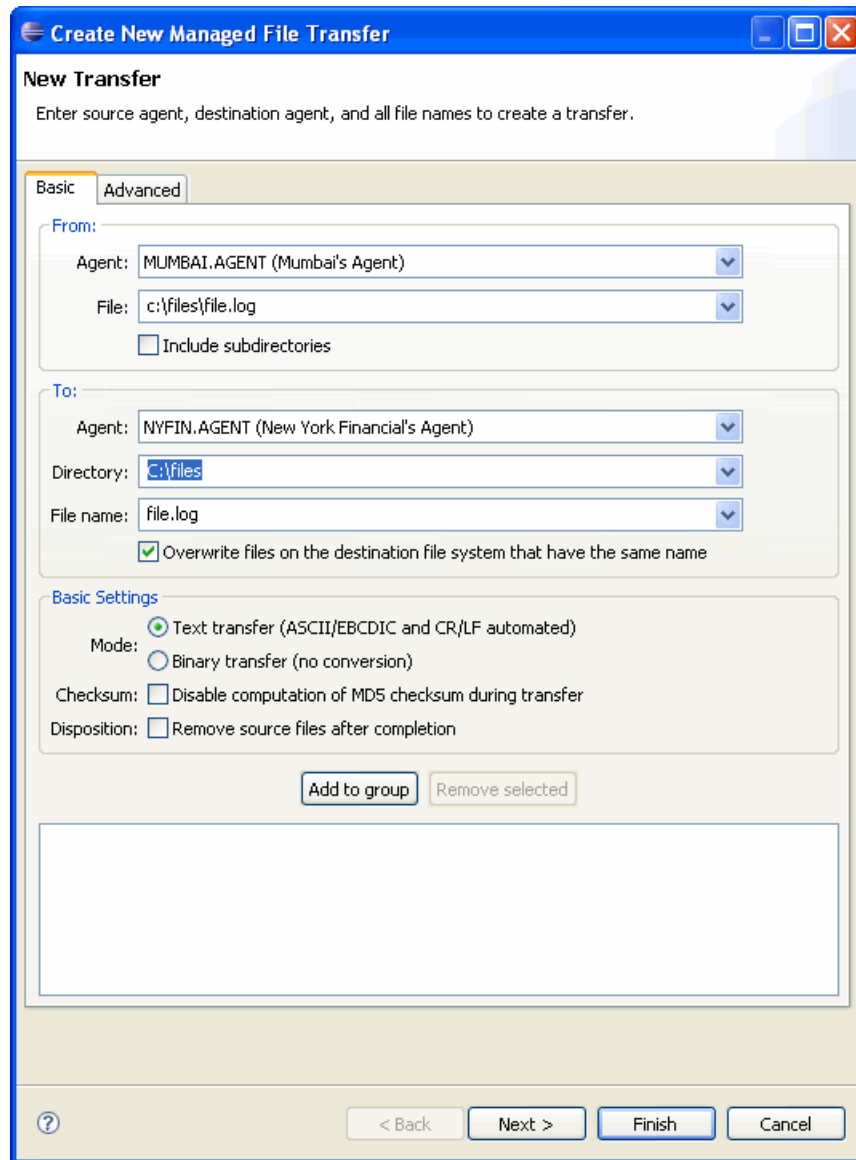 Create New Managed File Transfer
New Transfer
Enter source agent, destination agent, and all file names to create a transfer.
Basic Advanced
From:
Agent: MUMBAI.AGENT (Mumbai's Agent)
File: c:\files\file.log
Include subdirectories
To:
Agent: NYFIN.AGENT (New York Financial's Agent)
Directory: C:\files
File name: file.log
Overwrite files on the destination file system that have the same name
Basic Settings
Mode: Text transfer (ASCII/EBCDIC and CR/LF automated)
Binary transfer (no conversion)
Checksum: Disable computation of MD5 checksum during transfer
Disposition: Remove source files after completion
Add to group Remove selected
? < Back Next > Finish Cancel